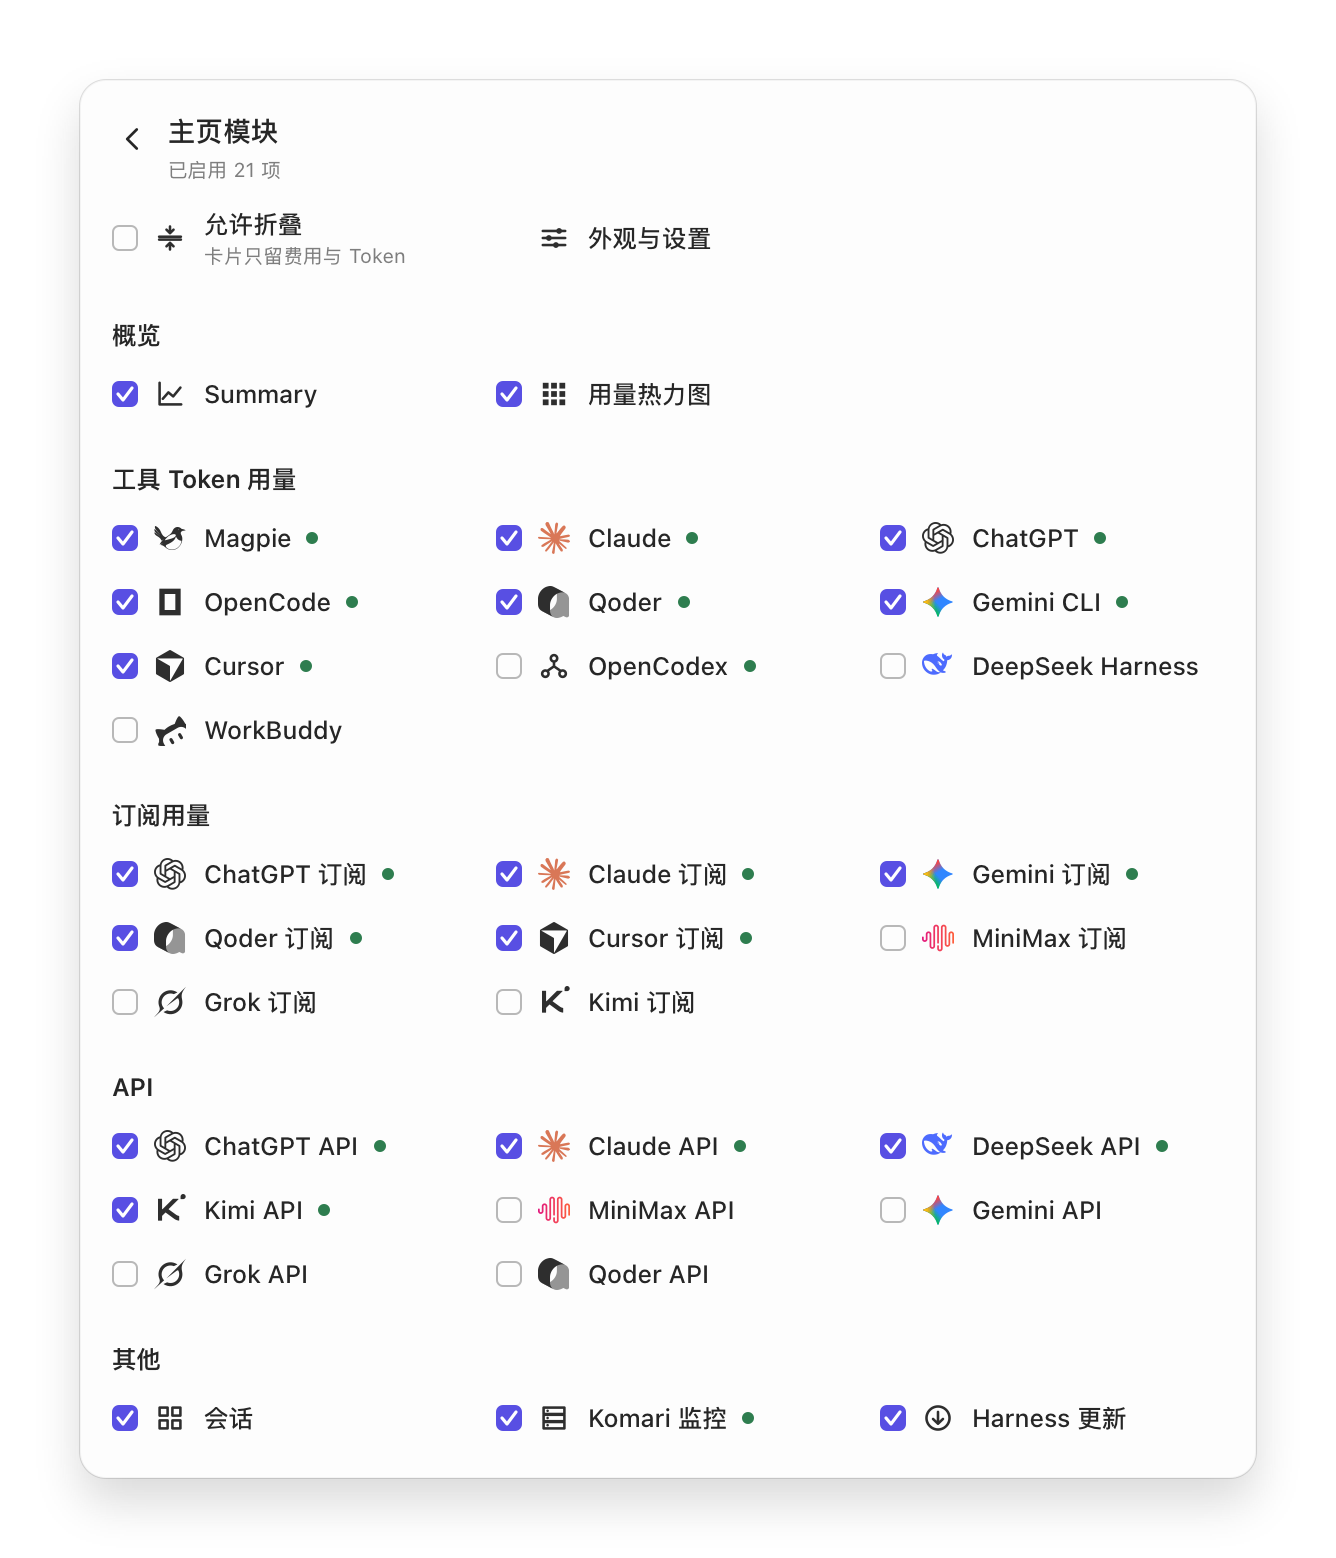 主页模块
已启用 21 项
允许折叠
卡片只留费用与 Token
外观与设置
概览
Summary
用量热力图
工具 Token 用量
Magpie
Claude
ChatGPT
OpenCode
Qoder
Gemini CLI
Cursor
OpenCodex
DeepSeek Harness
WorkBuddy
订阅用量
ChatGPT 订阅
Claude 订阅
Gemini 订阅
Qoder 订阅
Cursor 订阅
MiniMax 订阅
Grok 订阅
Kimi 订阅
API
ChatGPT API
Claude API
DeepSeek API
Kimi API
MiniMax API
Gemini API
Grok API
Qoder API
其他
会话
Komari 监控
Harness 更新